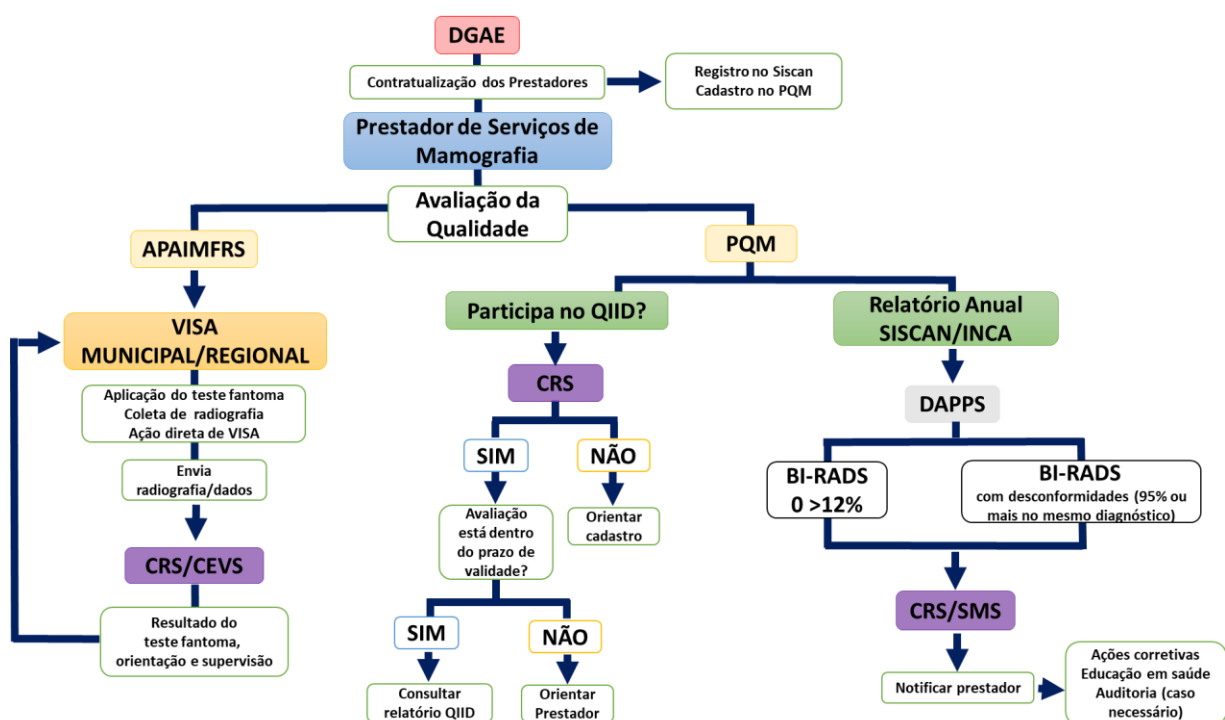 DGAE
Contratualização dos Prestadores
Registro no Siscan
Cadastro no PQM
Prestador de Serviços de
Mamografia
Avaliação da
Qualidade
APAIMFRS
PQM
VISA
MUNICIPAL/REGIONAL
Aplicação do teste fantoma
Coleta de radiografia
Ação direta de VISA
Envia
radiografia/dados
CRS/CEVS
Resultado do
teste fantoma,
orientação e supervisão
Participa no QIID?
CRS
SIM
NÃO
Avaliação
está dentro
do prazo de
validade?
Orientar
cadastro
SIM
NÃO
Consultar
relatório QIID
Orientar
Prestador
Relatório Anual
SISCAN/INCA
DAPPS
BI-RADS
0 >12%
BI-RADS
com desconformidades (95% ou
mais no mesmo diagnóstico)
CRS/SMS
Notificar prestador
Ações corretivas
Educação em saúde
Auditoria (caso
necessário)